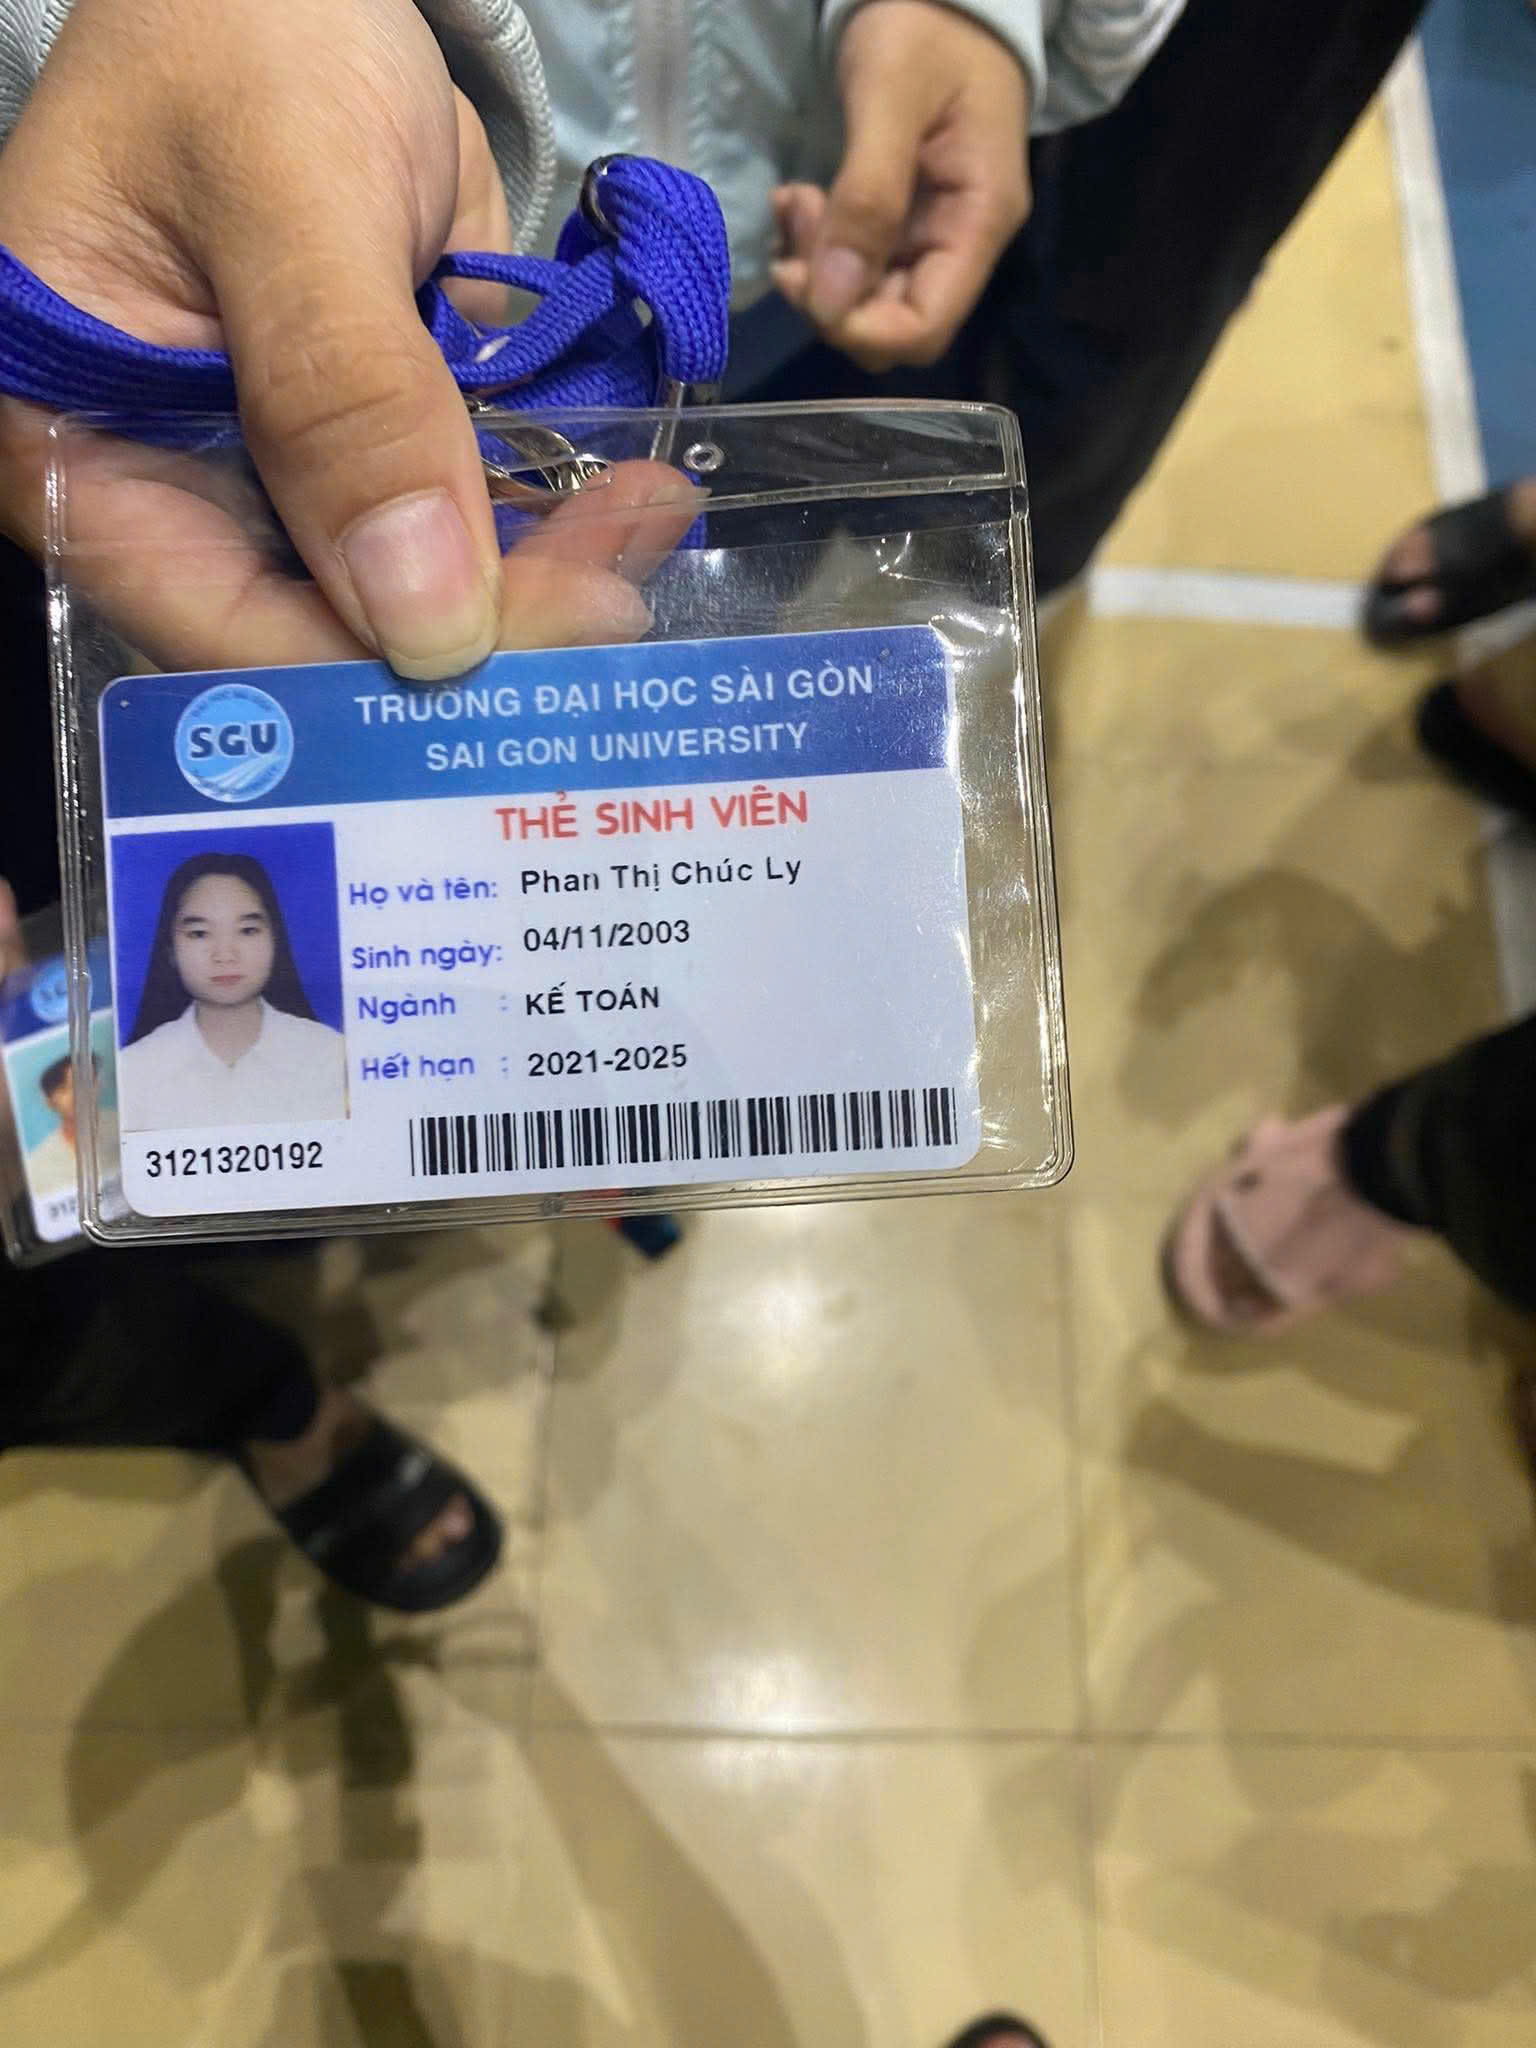 SGU
TRƯỜNG ĐẠI HỌC SÀI GÒN
SAI GON UNIVERSITY
THẺ SINH VIÊN
Họ và tên: Phan Thị Chúc Ly
Sinh ngày: 04/11/2003
Ngành : KẾ TOÁN
Hết hạn : 2021-2025
3121320192